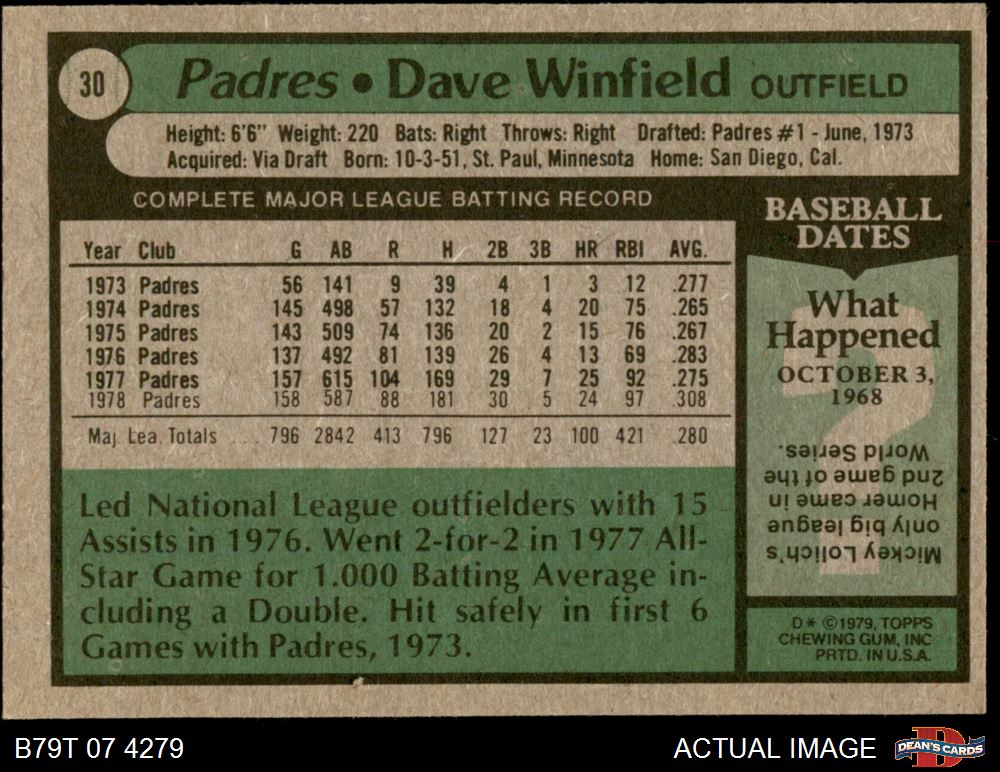 30
Padres • Dave Winfield OUTFIELD
Height: 6'6" Weight: 220 Bats: Right Throws: Right Drafted: Padres #1 - June, 1973
Acquired: Via Draft Born: 10-3-51, St. Paul, Minnesota Home: San Diego, Cal.
COMPLETE MAJOR LEAGUE BATTING RECORD
Year Club G AB R H 2B 3B HR RBI AVG.
1973 Padres 56 141 9 39 4 1 3 12 .277
1974 Padres 145 498 57 132 18 4 20 75 .265
1975 Padres 143 509 74 136 20 2 15 76 .267
1976 Padres 137 492 81 139 26 4 13 69 .283
1977 Padres 157 615 104 169 29 7 25 92 .275
1978 Padres 158 587 88 181 30 5 24 97 .308
Maj. Lea. Totals ... 796 2842 413 796 127 23 100 421 .280
Led National League outfielders with 15
Assists in 1976. Went 2-for-2 in 1977 All-
Star Game for 1.000 Batting Average in-
cluding a Double. Hit safely in first 6
Games with Padres, 1973.
BASEBALL
DATES
What
Happened
OCTOBER 3,
1968
Mickey Lolich's
only big league
Homer came in
2nd game of the
World Series.
D* ©1979, TOPPS
CHEWING GUM, INC
PRTD. IN U.S.A.
B79T 07 4279
ACTUAL IMAGE
DEAN'S CARDS